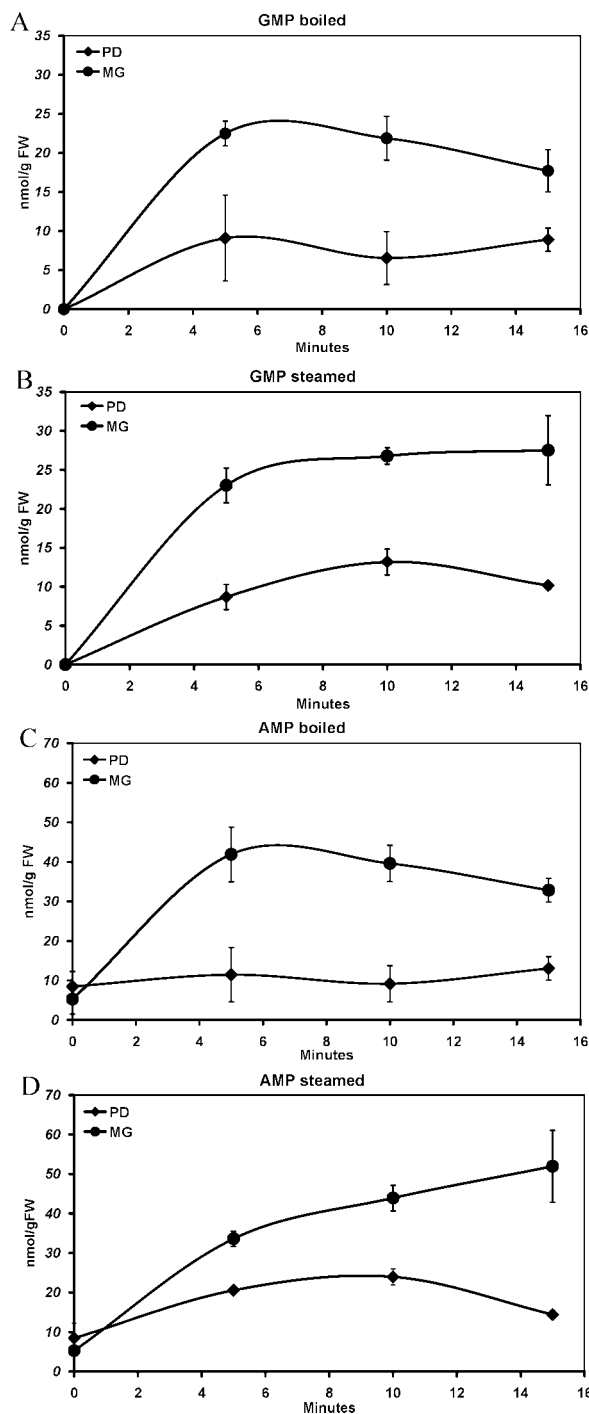 A
GMP boiled
PD
MG
nmol/g FW
35
30
25
20
15
10
5
0
0 2 4 6 8 10 12 14 16
Minutes
B
GMP steamed
PD
MG
nmol/g FW
35
30
25
20
15
10
5
0
0 2 4 6 8 10 12 14 16
Minutes
C
AMP boiled
PD
MG
nmol/g FW
70
60
50
40
30
20
10
0
0 2 4 6 8 10 12 14 16
Minutes
D
AMP steamed
PD
MG
nmol/gFW
70
60
50
40
30
20
10
0
0 2 4 6 8 10 12 14 16
Minutes